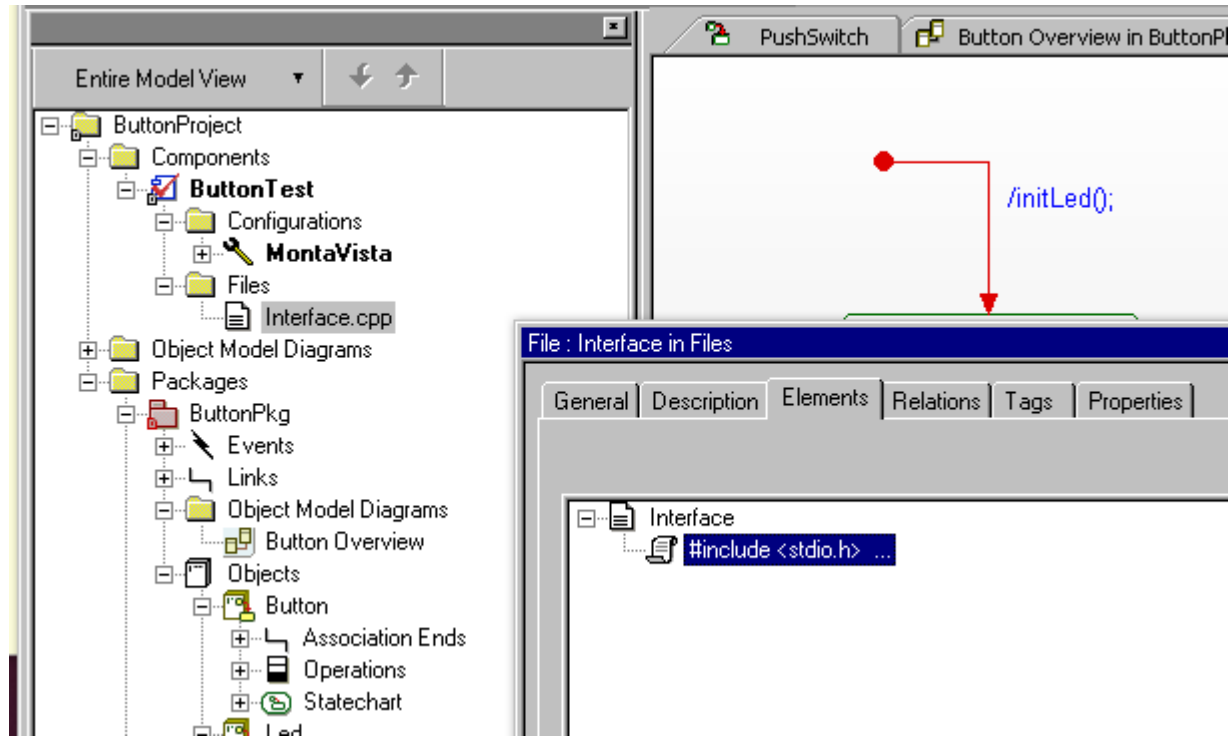 PushSwitch
Button Overview in ButtonPl
Entire Model View
ButtonProject
Components
ButtonTest
Configurations
MontaVista
Files
Interface.cpp
Object Model Diagrams
Packages
ButtonPkg
Events
Links
Object Model Diagrams
Button Overview
Objects
Button
Association Ends
Operations
Statechart
Led
/initLed();
File : Interface in Files
General Description Elements Relations Tags Properties
Interface
#include <stdio.h> ...